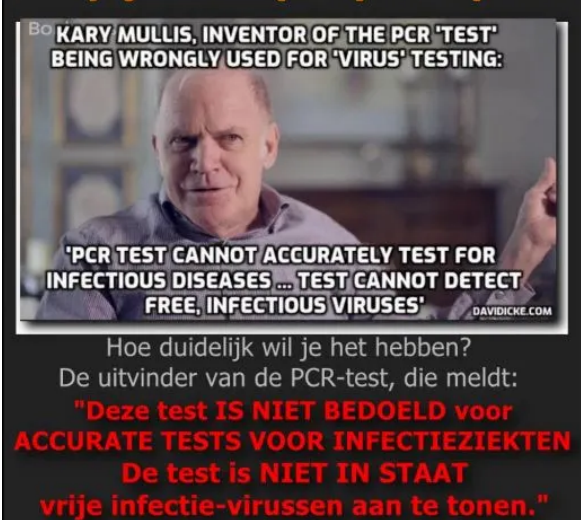 Bo
KARY MULLIS, INVENTOR OF THE PCR 'TEST'
BEING WRONGLY USED FOR 'VIRUS' TESTING:
'PCR TEST CANNOT ACCURATELY TEST FOR
INFECTIOUS DISEASES ... TEST CANNOT DETECT
FREE, INFECTIOUS VIRUSES'
DAVIDICKE.COM
Hoe duidelijk wil je het hebben?
De uitvinder van de PCR-test, die meldt:
"Deze test IS NIET BEDOELD voor
ACCURATE TESTS VOOR INFECTIEZIEKTEN
De test is NIET IN STAAT
vrije infectie-virussen aan te tonen."